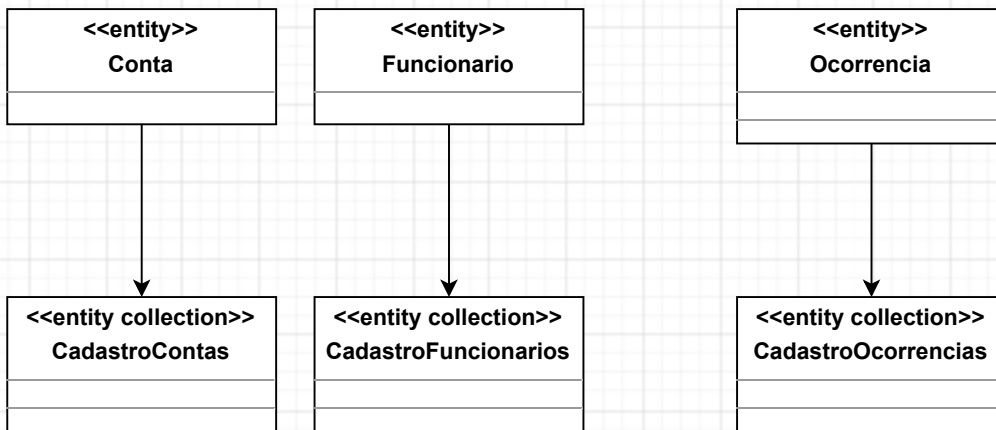 <<entity>>
Conta
<<entity>>
Funcionario
<<entity>>
Ocorrencia
<<entity collection>>
CadastroContas
<<entity collection>>
CadastroFuncionarios
<<entity collection>>
CadastroOcorrencias